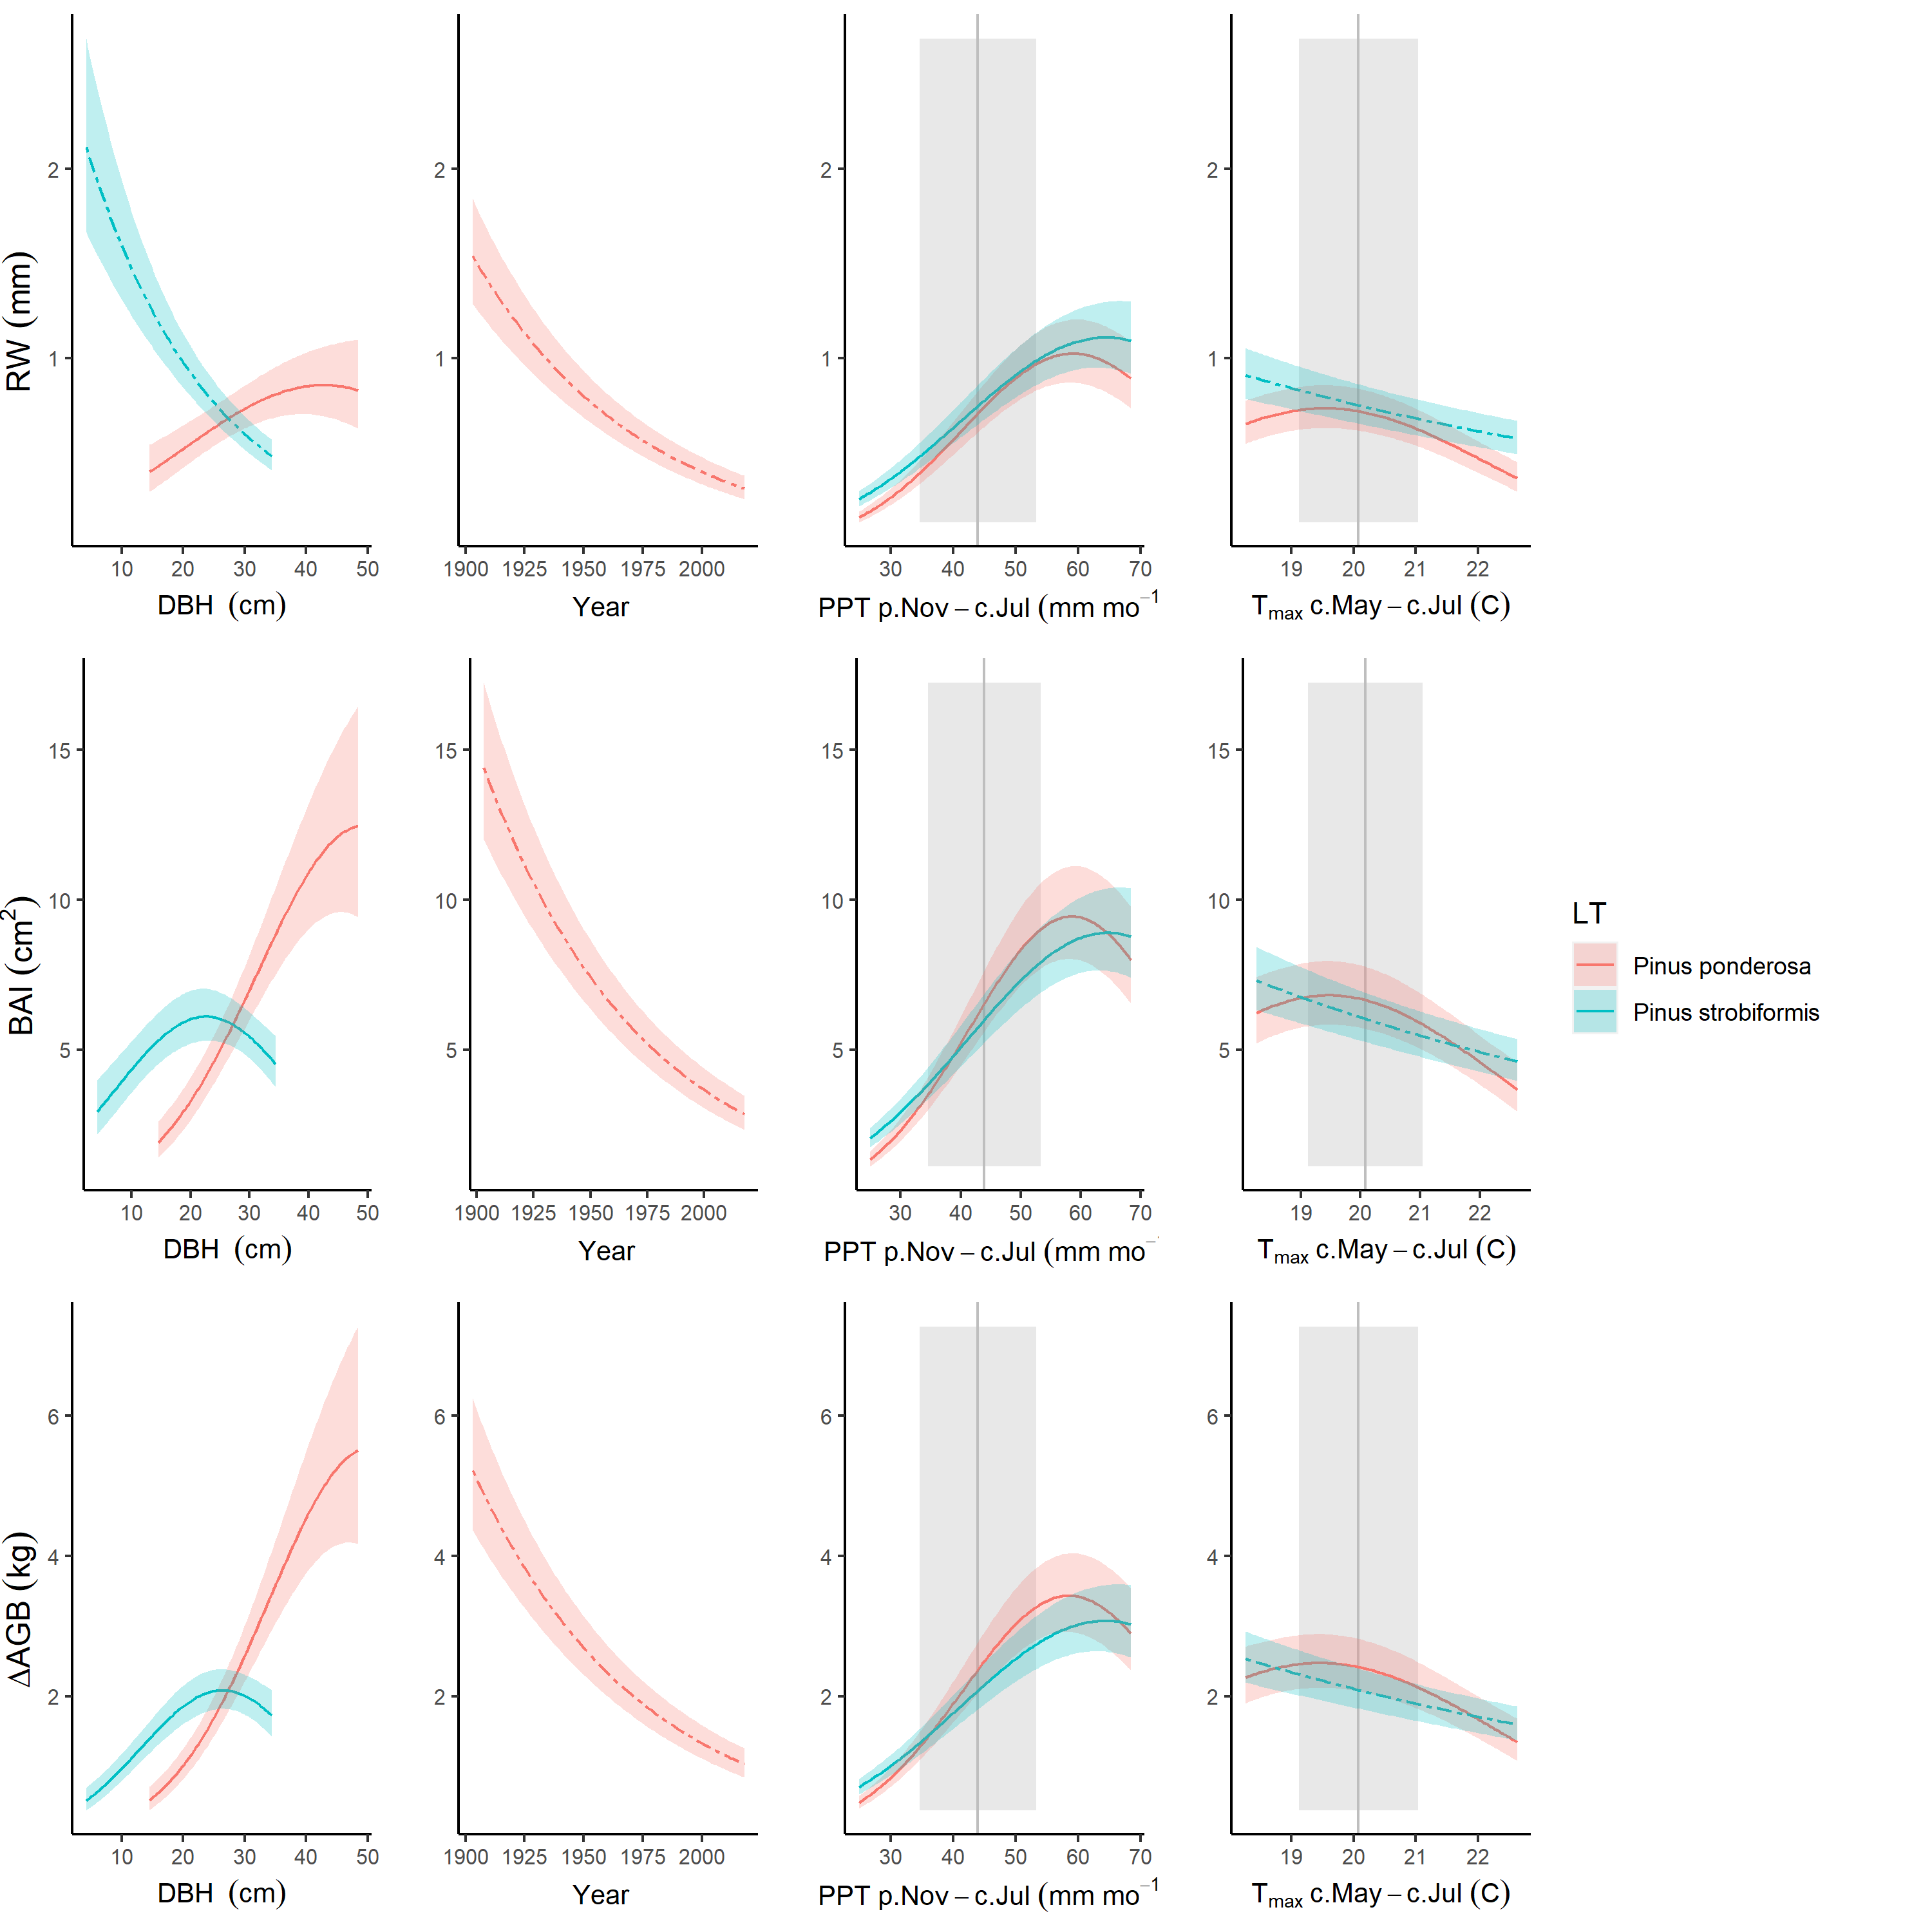 RW (mm)
2
1
10 20 30 40 50
DBH (cm)
2
1
1900 1925 1950 1975 2000
Year
2
1
30 40 50 60 70
PPT p.Nov – c.Jul (mm mo⁻¹
2
1
19 20 21 22
Tmax c.May – c.Jul (C)
BAI (cm²)
15
10
5
10 20 30 40 50
DBH (cm)
15
10
5
1900 1925 1950 1975 2000
Year
15
10
5
30 40 50 60 70
PPT p.Nov – c.Jul (mm mo⁻
15
10
5
19 20 21 22
Tmax c.May – c.Jul (C)
LT
Pinus ponderosa
Pinus strobiformis
ΔAGB (kg)
6
4
2
10 20 30 40 50
DBH (cm)
6
4
2
1900 1925 1950 1975 2000
Year
6
4
2
30 40 50 60 70
PPT p.Nov – c.Jul (mm mo⁻¹
6
4
2
19 20 21 22
Tmax c.May – c.Jul (C)